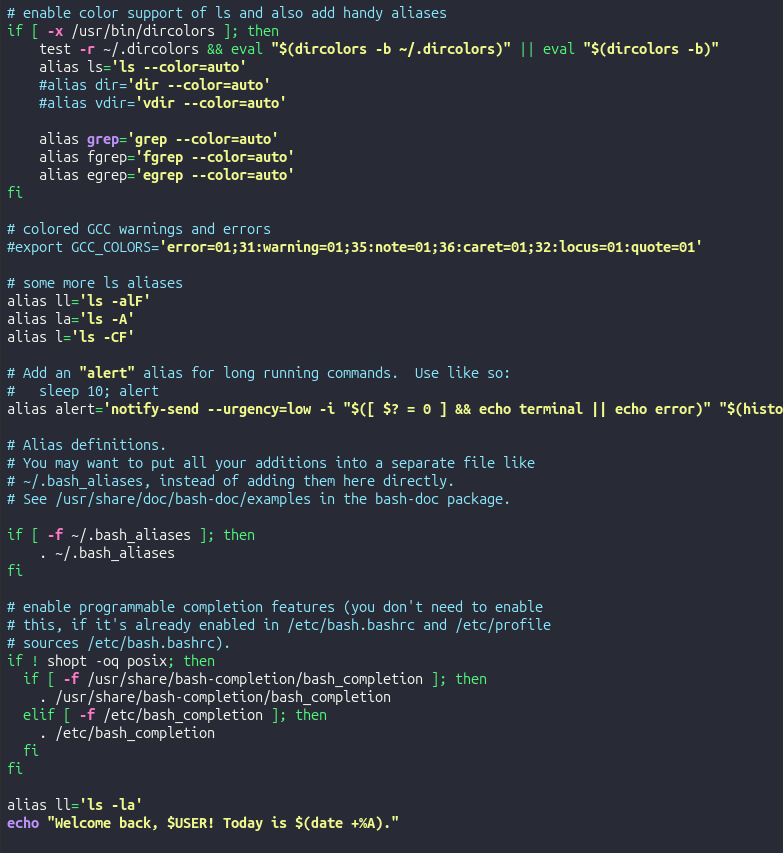 # enable color support of ls and also add handy aliases
if [ -x /usr/bin/dircolors ]; then
    test -r ~/.dircolors && eval "$(dircolors -b ~/.dircolors)" || eval "$(dircolors -b)"
    alias ls='ls --color=auto'
    #alias dir='dir --color=auto'
    #alias vdir='vdir --color=auto'

    alias grep='grep --color=auto'
    alias fgrep='fgrep --color=auto'
    alias egrep='egrep --color=auto'
fi

# colored GCC warnings and errors
#export GCC_COLORS='error=01;31:warning=01;35:note=01;36:caret=01;32:locus=01:quote=01'

# some more ls aliases
alias ll='ls -alF'
alias la='ls -A'
alias l='ls -CF'

# Add an "alert" alias for long running commands.  Use like so:
#   sleep 10; alert
alias alert='notify-send --urgency=low -i "$([ $? = 0 ] && echo terminal || echo error)" "$(histo

# Alias definitions.
# You may want to put all your additions into a separate file like
# ~/.bash_aliases, instead of adding them here directly.
# See /usr/share/doc/bash-doc/examples in the bash-doc package.

if [ -f ~/.bash_aliases ]; then
    . ~/.bash_aliases
fi

# enable programmable completion features (you don't need to enable
# this, if it's already enabled in /etc/bash.bashrc and /etc/profile
# sources /etc/bash.bashrc).
if ! shopt -oq posix; then
  if [ -f /usr/share/bash-completion/bash_completion ]; then
    . /usr/share/bash-completion/bash_completion
  elif [ -f /etc/bash_completion ]; then
    . /etc/bash_completion
  fi
fi

alias ll='ls -la'
echo "Welcome back, $USER! Today is $(date +%A)."